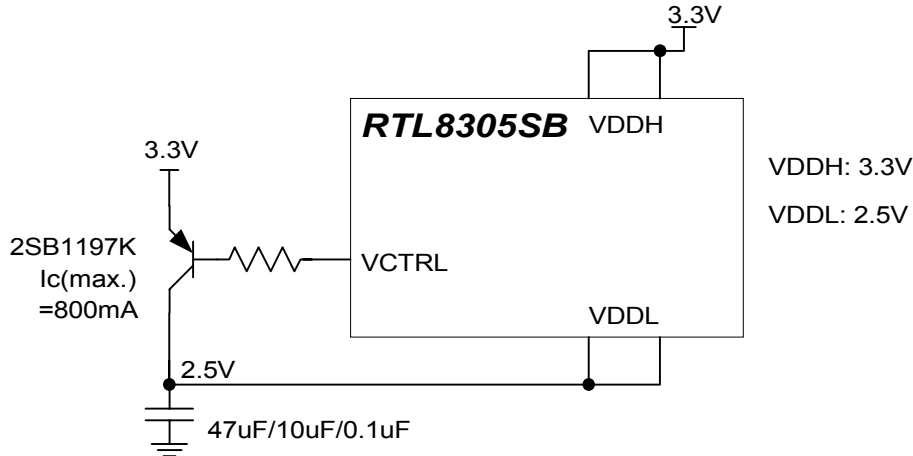 3.3V
RTL8305SB VDDH
3.3V
VDDH: 3.3V
VDDL: 2.5V
2SB1197K
Ic(max.)
=800mA
VCTRL
VDDL
2.5V
47uF/10uF/0.1uF